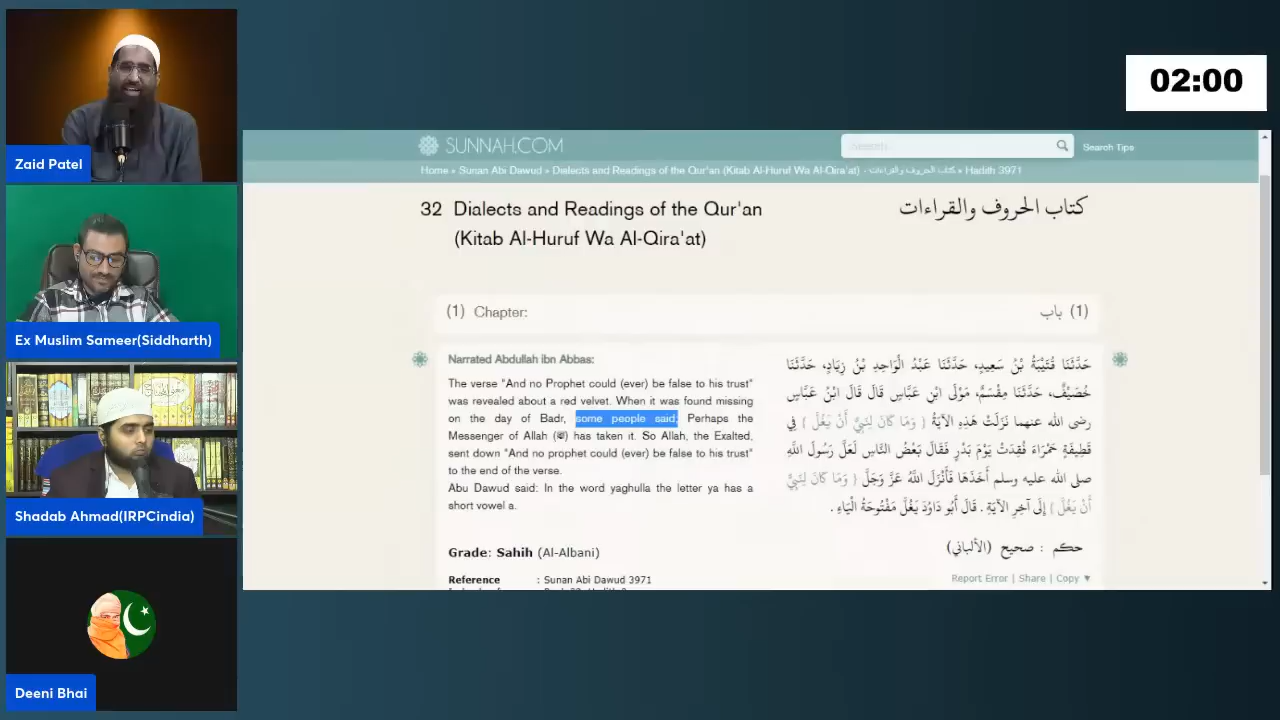 Zaid Patel
Ex Muslim Sameer(Siddharth)
Shadab Ahmad(IRPCindia)
Deeni Bhai
02:00
SUNNAH.COM
Search...
Search Tips
Home » Sunan Abi Dawud » Dialects and Readings of the Qur'an (Kitab Al-Huruf Wa Al-Qira'at) - كتاب الحروف والقراءات » Hadith 3971
32 Dialects and Readings of the Qur'an
(Kitab Al-Huruf Wa Al-Qira'at)
كتاب الحروف والقراءات
(1) Chapter:
(1) باب
Narrated Abdullah ibn Abbas:
The verse "And no Prophet could (ever) be false to his trust"
was revealed about a red velvet. When it was found missing
on the day of Badr, some people said; Perhaps the
Messenger of Allah (ﷺ) has taken it. So Allah, the Exalted,
sent down "And no prophet could (ever) be false to his trust"
to the end of the verse.
Abu Dawud said: In the word yaghulla the letter ya has a
short vowel a.
حَدَّثَنَا قُتَيْبَةُ بْنُ سَعِيدٍ، حَدَّثَنَا عَبْدُ الْوَاحِدِ بْنُ زِيَادٍ، حَدَّثَنَا
خُصَيْفٌ، حَدَّثَنَا مِقْسَمٌ، مَوْلَى ابْنِ عَبَّاسٍ قَالَ قَالَ ابْنُ عَبَّاسٍ
رضى الله عنهما نَزَلَتْ هَذِهِ الآيَةُ { وَمَا كَانَ لِنَبِيٍّ أَنْ يَغُلَّ } فِي
قَطِيفَةٍ حَمْرَاءَ فُقِدَتْ يَوْمَ بَدْرٍ فَقَالَ بَعْضُ النَّاسِ لَعَلَّ رَسُولَ اللَّهِ
صلى الله عليه وسلم أَخَذَهَا فَأَنْزَلَ اللَّهُ عَزَّ وَجَلَّ { وَمَا كَانَ لِنَبِيٍّ
أَنْ يَغُلَّ } إِلَى آخِرِ الآيَةِ . قَالَ أَبُو دَاوُدَ يَغُلَّ مَفْتُوحَةُ الْيَاءِ .
Grade: Sahih (Al-Albani)
حكم : صحيح (الألباني)
Reference : Sunan Abi Dawud 3971
Report Error | Share | Copy ▼